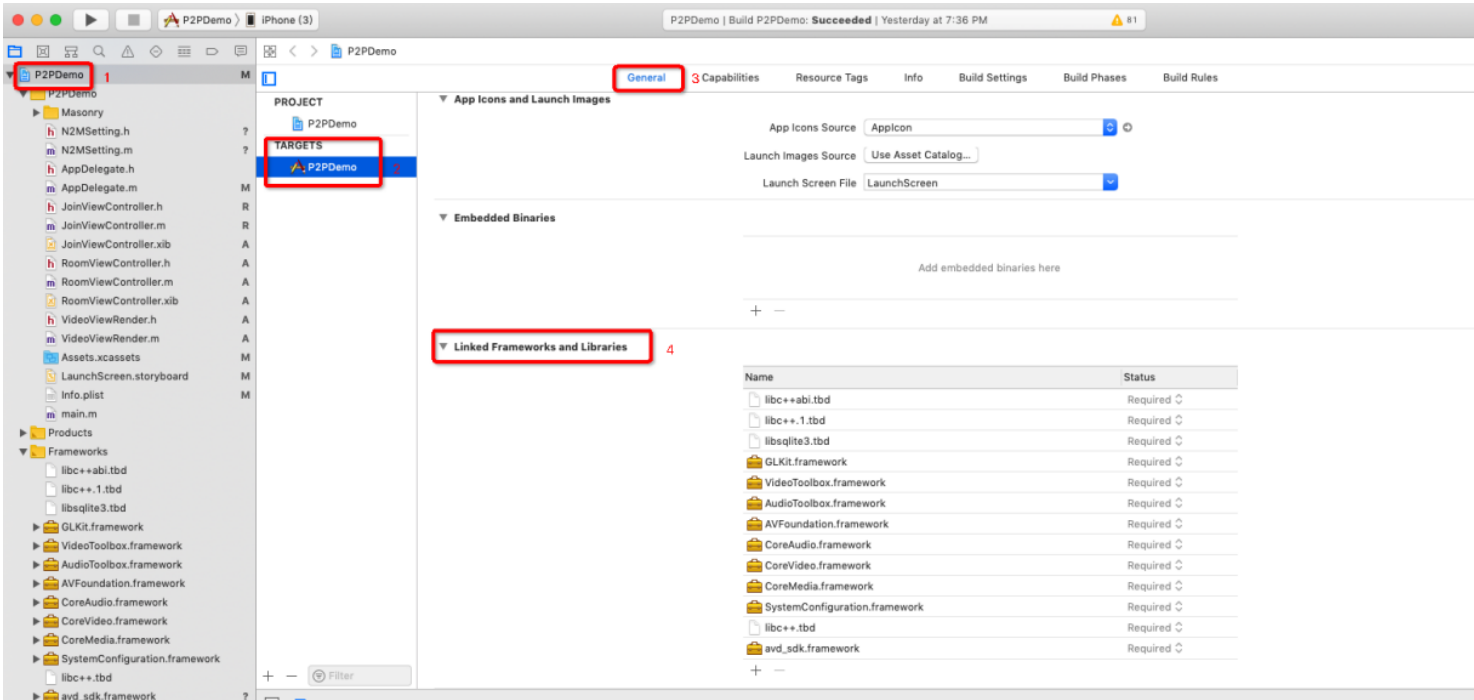 P2PDemo 〉 iPhone (3)
P2PDemo | Build P2PDemo: Succeeded | Yesterday at 7:36 PM
81
P2PDemo
P2PDemo 1 M
P2PDemo
Masonry
N2MSetting.h ?
N2MSetting.m ?
AppDelegate.h
AppDelegate.m M
JoinViewController.h R
JoinViewController.m R
JoinViewController.xib A
RoomViewController.h A
RoomViewController.m A
RoomViewController.xib A
VideoViewRender.h A
VideoViewRender.m A
Assets.xcassets M
LaunchScreen.storyboard M
Info.plist M
main.m
Products
Frameworks
libc++abi.tbd
libc++.1.tbd
libsqlite3.tbd
GLKit.framework
VideoToolbox.framework
AudioToolbox.framework
AVFoundation.framework
CoreAudio.framework
CoreVideo.framework
CoreMedia.framework
SystemConfiguration.framework
libc++.tbd
avd_sdk.framework ?
PROJECT
P2PDemo
TARGETS
P2PDemo 2
Filter
General 3 Capabilities Resource Tags Info Build Settings Build Phases Build Rules
App Icons and Launch Images
App Icons Source AppIcon
Launch Images Source Use Asset Catalog...
Launch Screen File LaunchScreen
Embedded Binaries
Add embedded binaries here
Linked Frameworks and Libraries 4
Name Status
libc++abi.tbd Required
libc++.1.tbd Required
libsqlite3.tbd Required
GLKit.framework Required
VideoToolbox.framework Required
AudioToolbox.framework Required
AVFoundation.framework Required
CoreAudio.framework Required
CoreVideo.framework Required
CoreMedia.framework Required
SystemConfiguration.framework Required
libc++.tbd Required
avd_sdk.framework Required